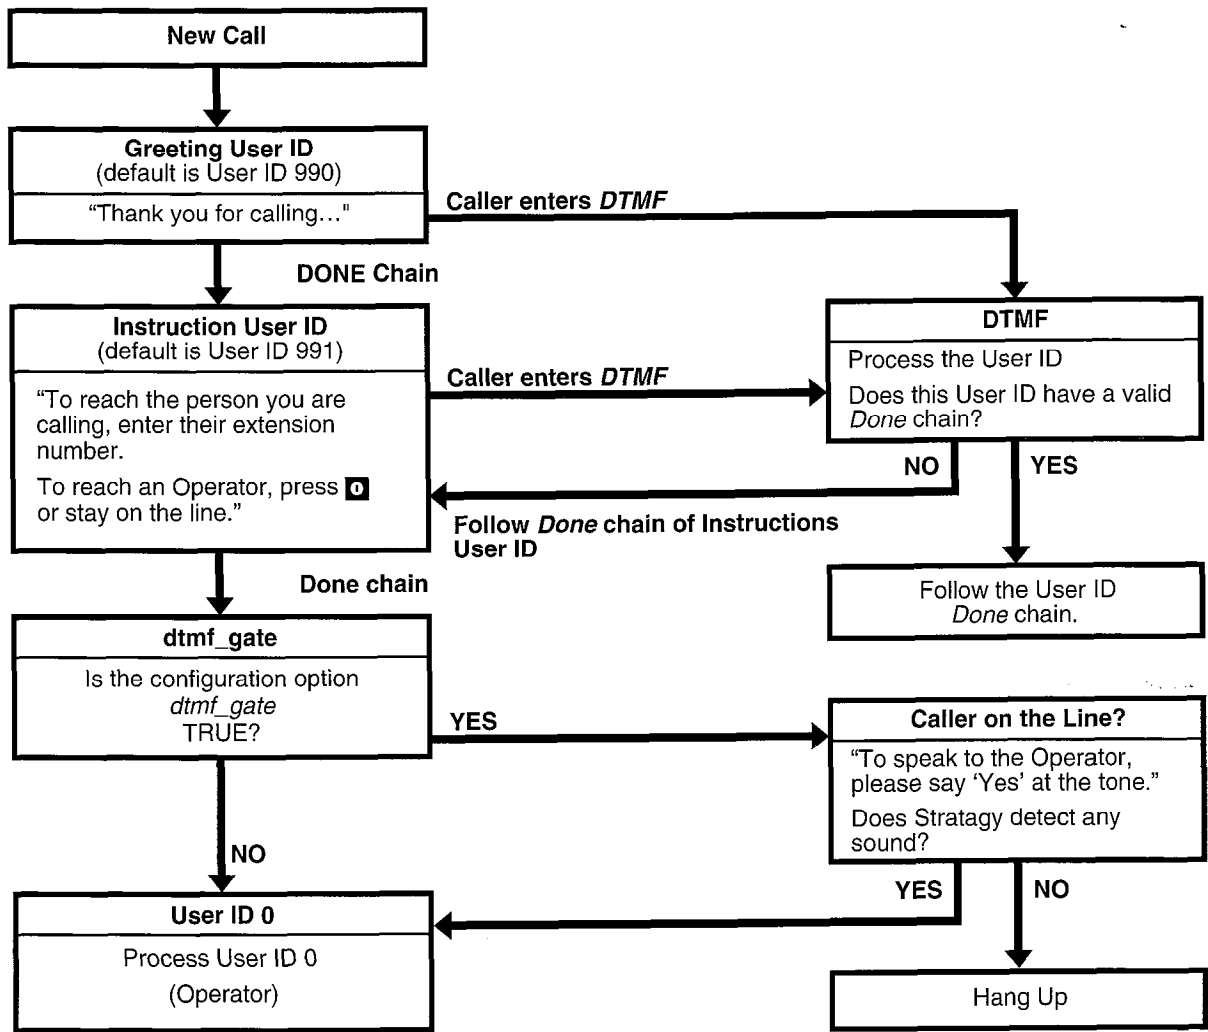 New Call
Greeting User ID
(default is User ID 990)
“Thank you for calling..."
Caller enters DTMF
DONE Chain
Instruction User ID
(default is User ID 991)
“To reach the person you are
calling, enter their extension
number.
To reach an Operator, press 0
or stay on the line.”
Caller enters DTMF
DTMF
Process the User ID
Does this User ID have a valid
Done chain?
NO
YES
Follow Done chain of Instructions
User ID
Follow the User ID
Done chain.
Done chain
dtmf_gate
Is the configuration option
dtmf_gate
TRUE?
YES
Caller on the Line?
“To speak to the Operator,
please say ‘Yes’ at the tone.”
Does Stratagy detect any
sound?
NO
YES
NO
User ID 0
Process User ID 0
(Operator)
Hang Up